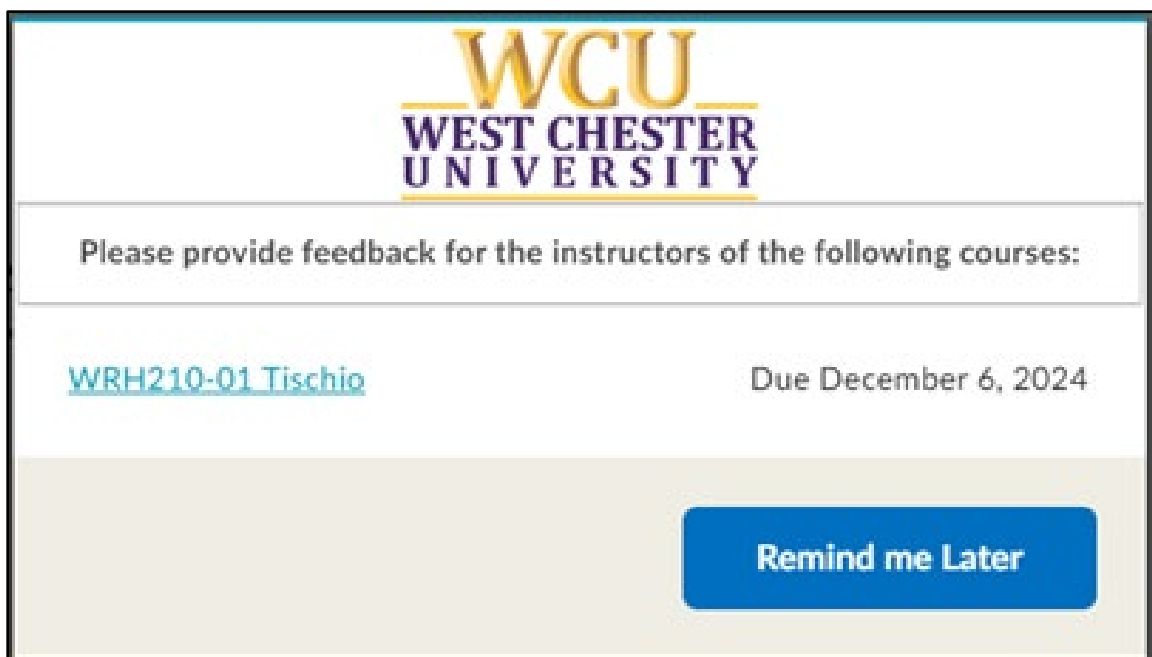 WCU
WEST CHESTER
UNIVERSITY
Please provide feedback for the instructors of the following courses:
WRH210-01 Tischio
Due December 6, 2024
Remind me Later